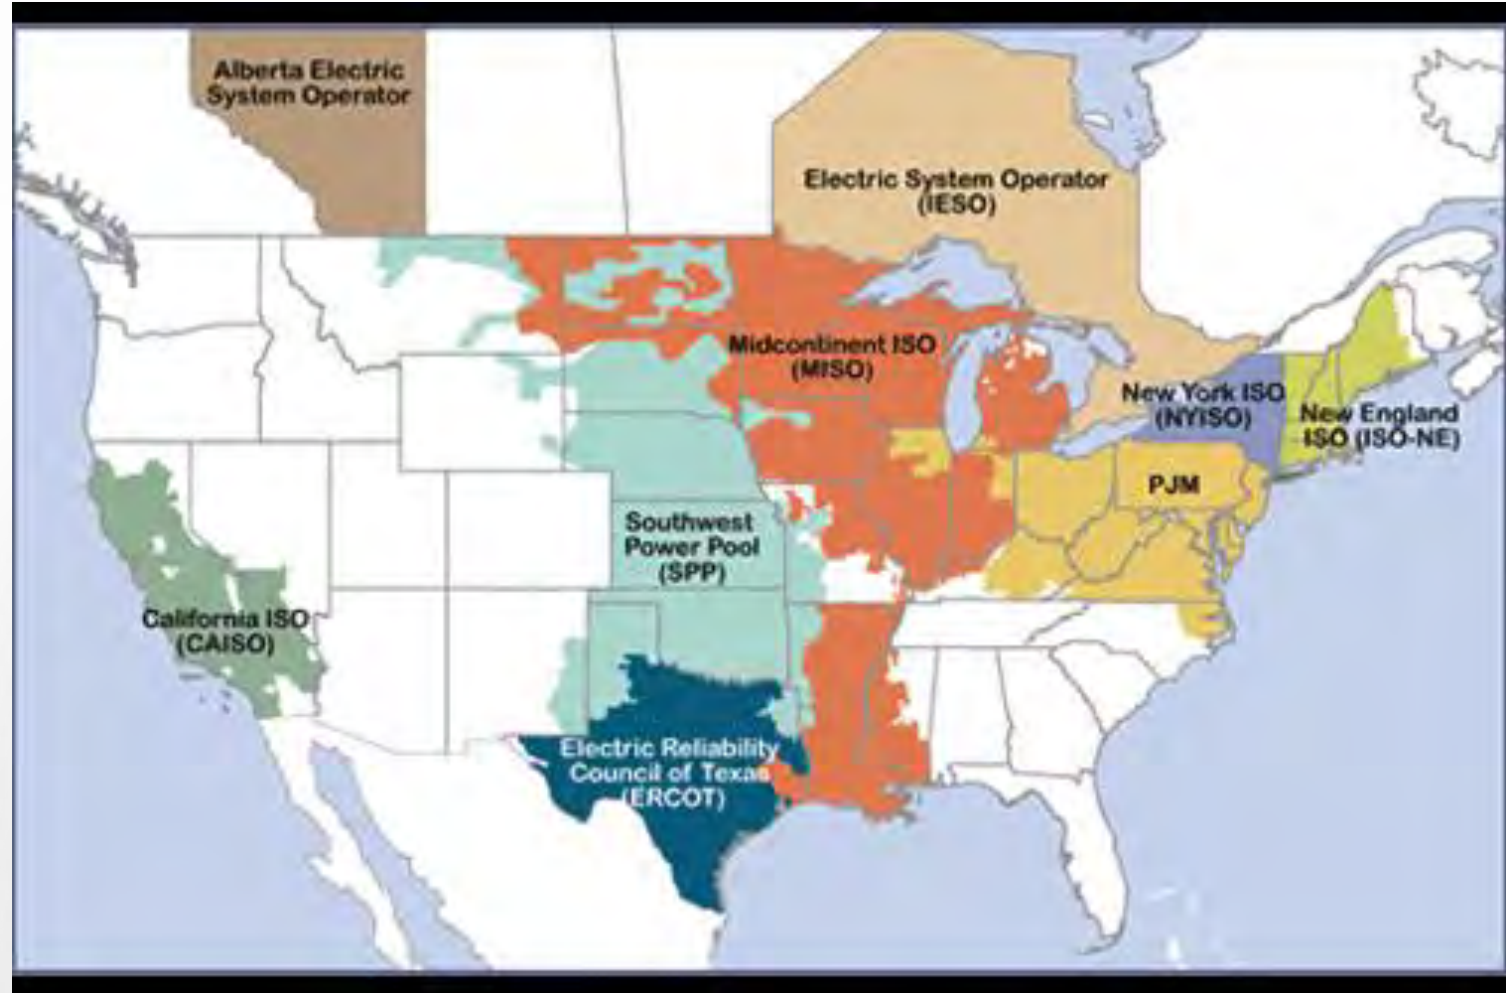 Alberta Electric
System Operator
Electric System Operator
(IESO)
Midcontinent ISO
(MISO)
New York ISO
(NYISO)
New England
ISO (ISO-NE)
PJM
Southwest
Power Pool
(SPP)
California ISO
(CAISO)
Electric Reliability
Council of Texas
(ERCOT)